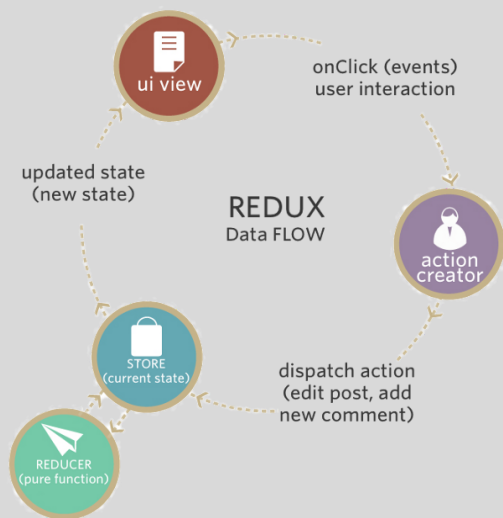 ui view
onClick (events)
user interaction
updated state
(new state)
REDUX
Data FLOW
action
creator
STORE
(current state)
dispatch action
(edit post, add
new comment)
REDUCER
(pure function)